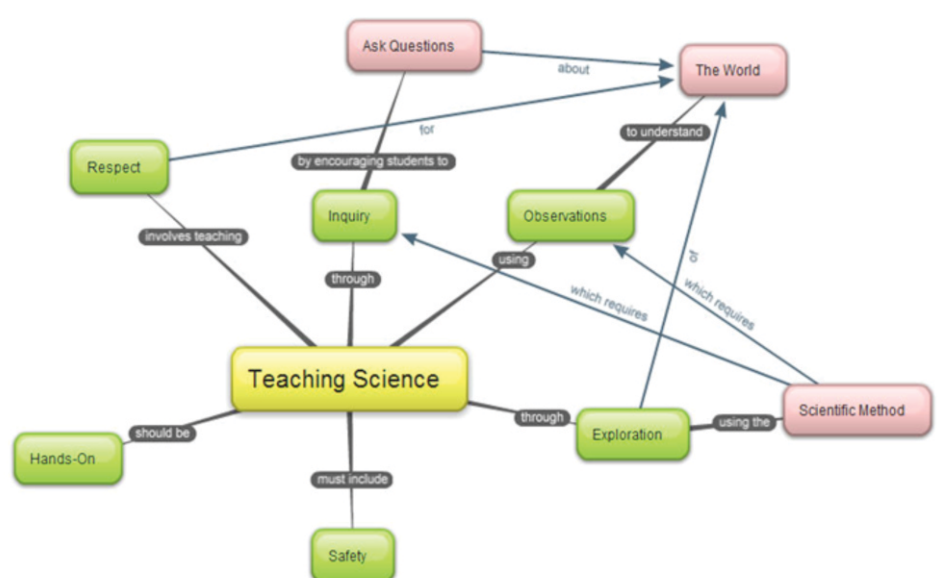 Ask Questions
about
The World
for
to understand
by encouraging students to
Respect
Inquiry
Observations
involves teaching
using
of
through
which requires
which requires
Teaching Science
through
Scientific Method
using the
Exploration
should be
Hands-On
must include
Safety